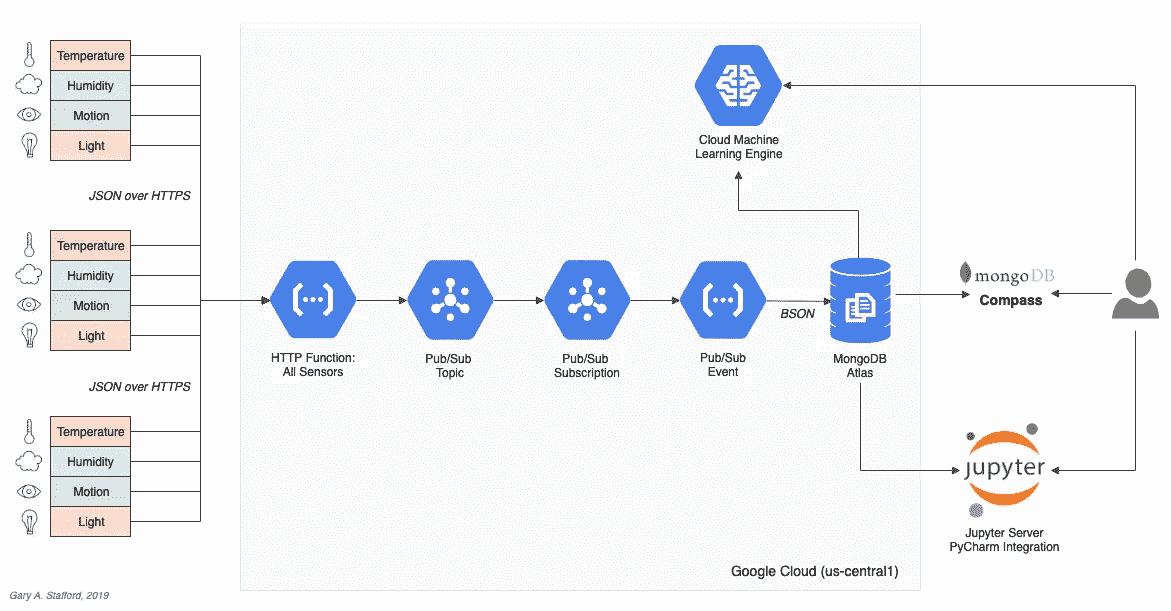 Temperature
Humidity
Motion
Light
JSON over HTTPS
Temperature
Humidity
Motion
Light
JSON over HTTPS
Temperature
Humidity
Motion
Light
HTTP Function:
All Sensors
Pub/Sub
Topic
Pub/Sub
Subscription
Pub/Sub
Event
BSON
MongoDB
Atlas
Cloud Machine
Learning Engine
mongoDB
Compass
jupyter
Jupyter Server
PyCharm Integration
Google Cloud (us-central1)
Gary A. Stafford, 2019